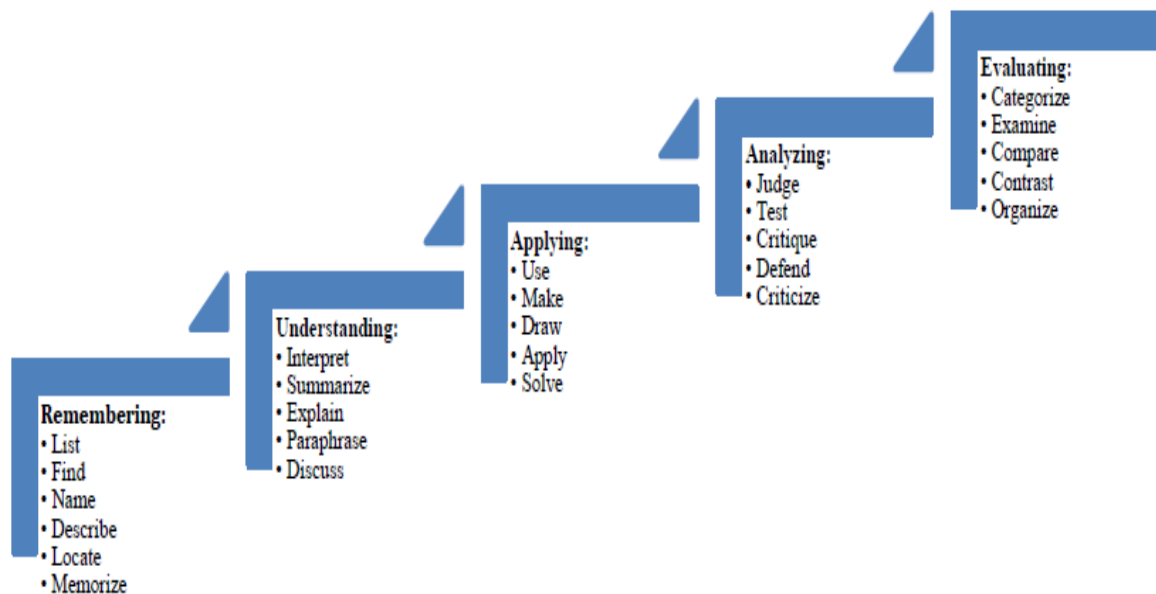 Remembering:
• List
• Find
• Name
• Describe
• Locate
• Memorize
Understanding:
• Interpret
• Summarize
• Explain
• Paraphrase
• Discuss
Applying:
• Use
• Make
• Draw
• Apply
• Solve
Analyzing:
• Judge
• Test
• Critique
• Defend
• Criticize
Evaluating:
• Categorize
• Examine
• Compare
• Contrast
• Organize